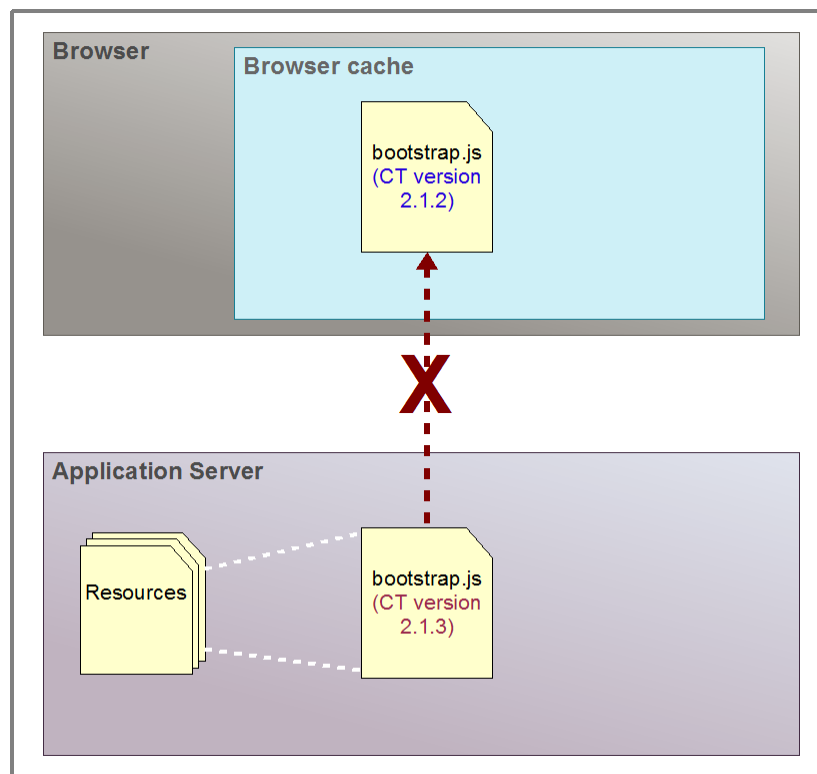 Browser
Browser cache
bootstrap.js
(CT version
2.1.2)
X
Application Server
Resources
bootstrap.js
(CT version
2.1.3)